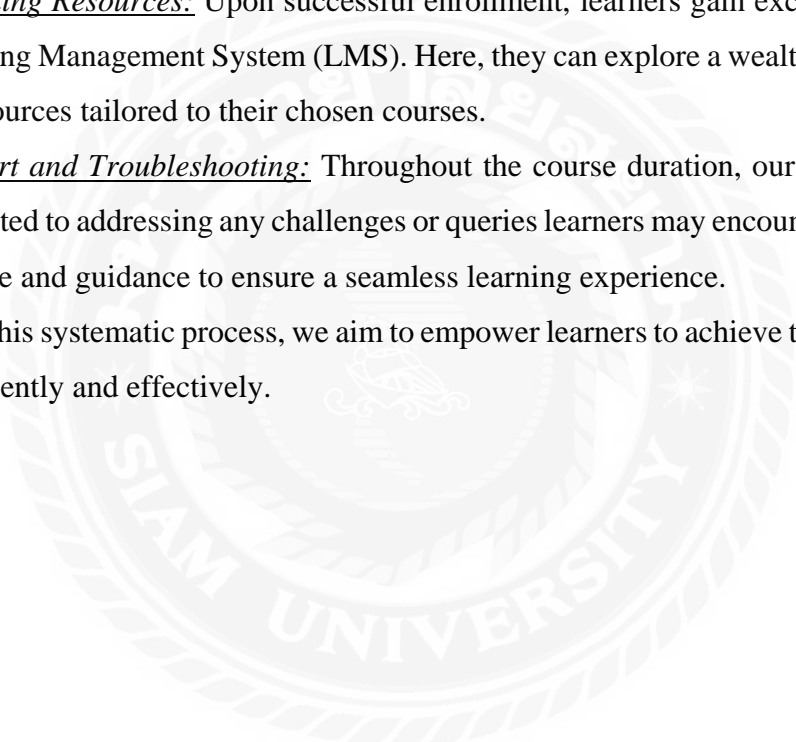 ing Resources: Upon successful enrollment, learners gain exc
ing Management System (LMS). Here, they can explore a wealt
ources tailored to their chosen courses.
rt and Troubleshooting: Throughout the course duration, our
ted to addressing any challenges or queries learners may encoun
e and guidance to ensure a seamless learning experience.
his systematic process, we aim to empower learners to achieve t
ently and effectively.
SIAM UNIVERSITY